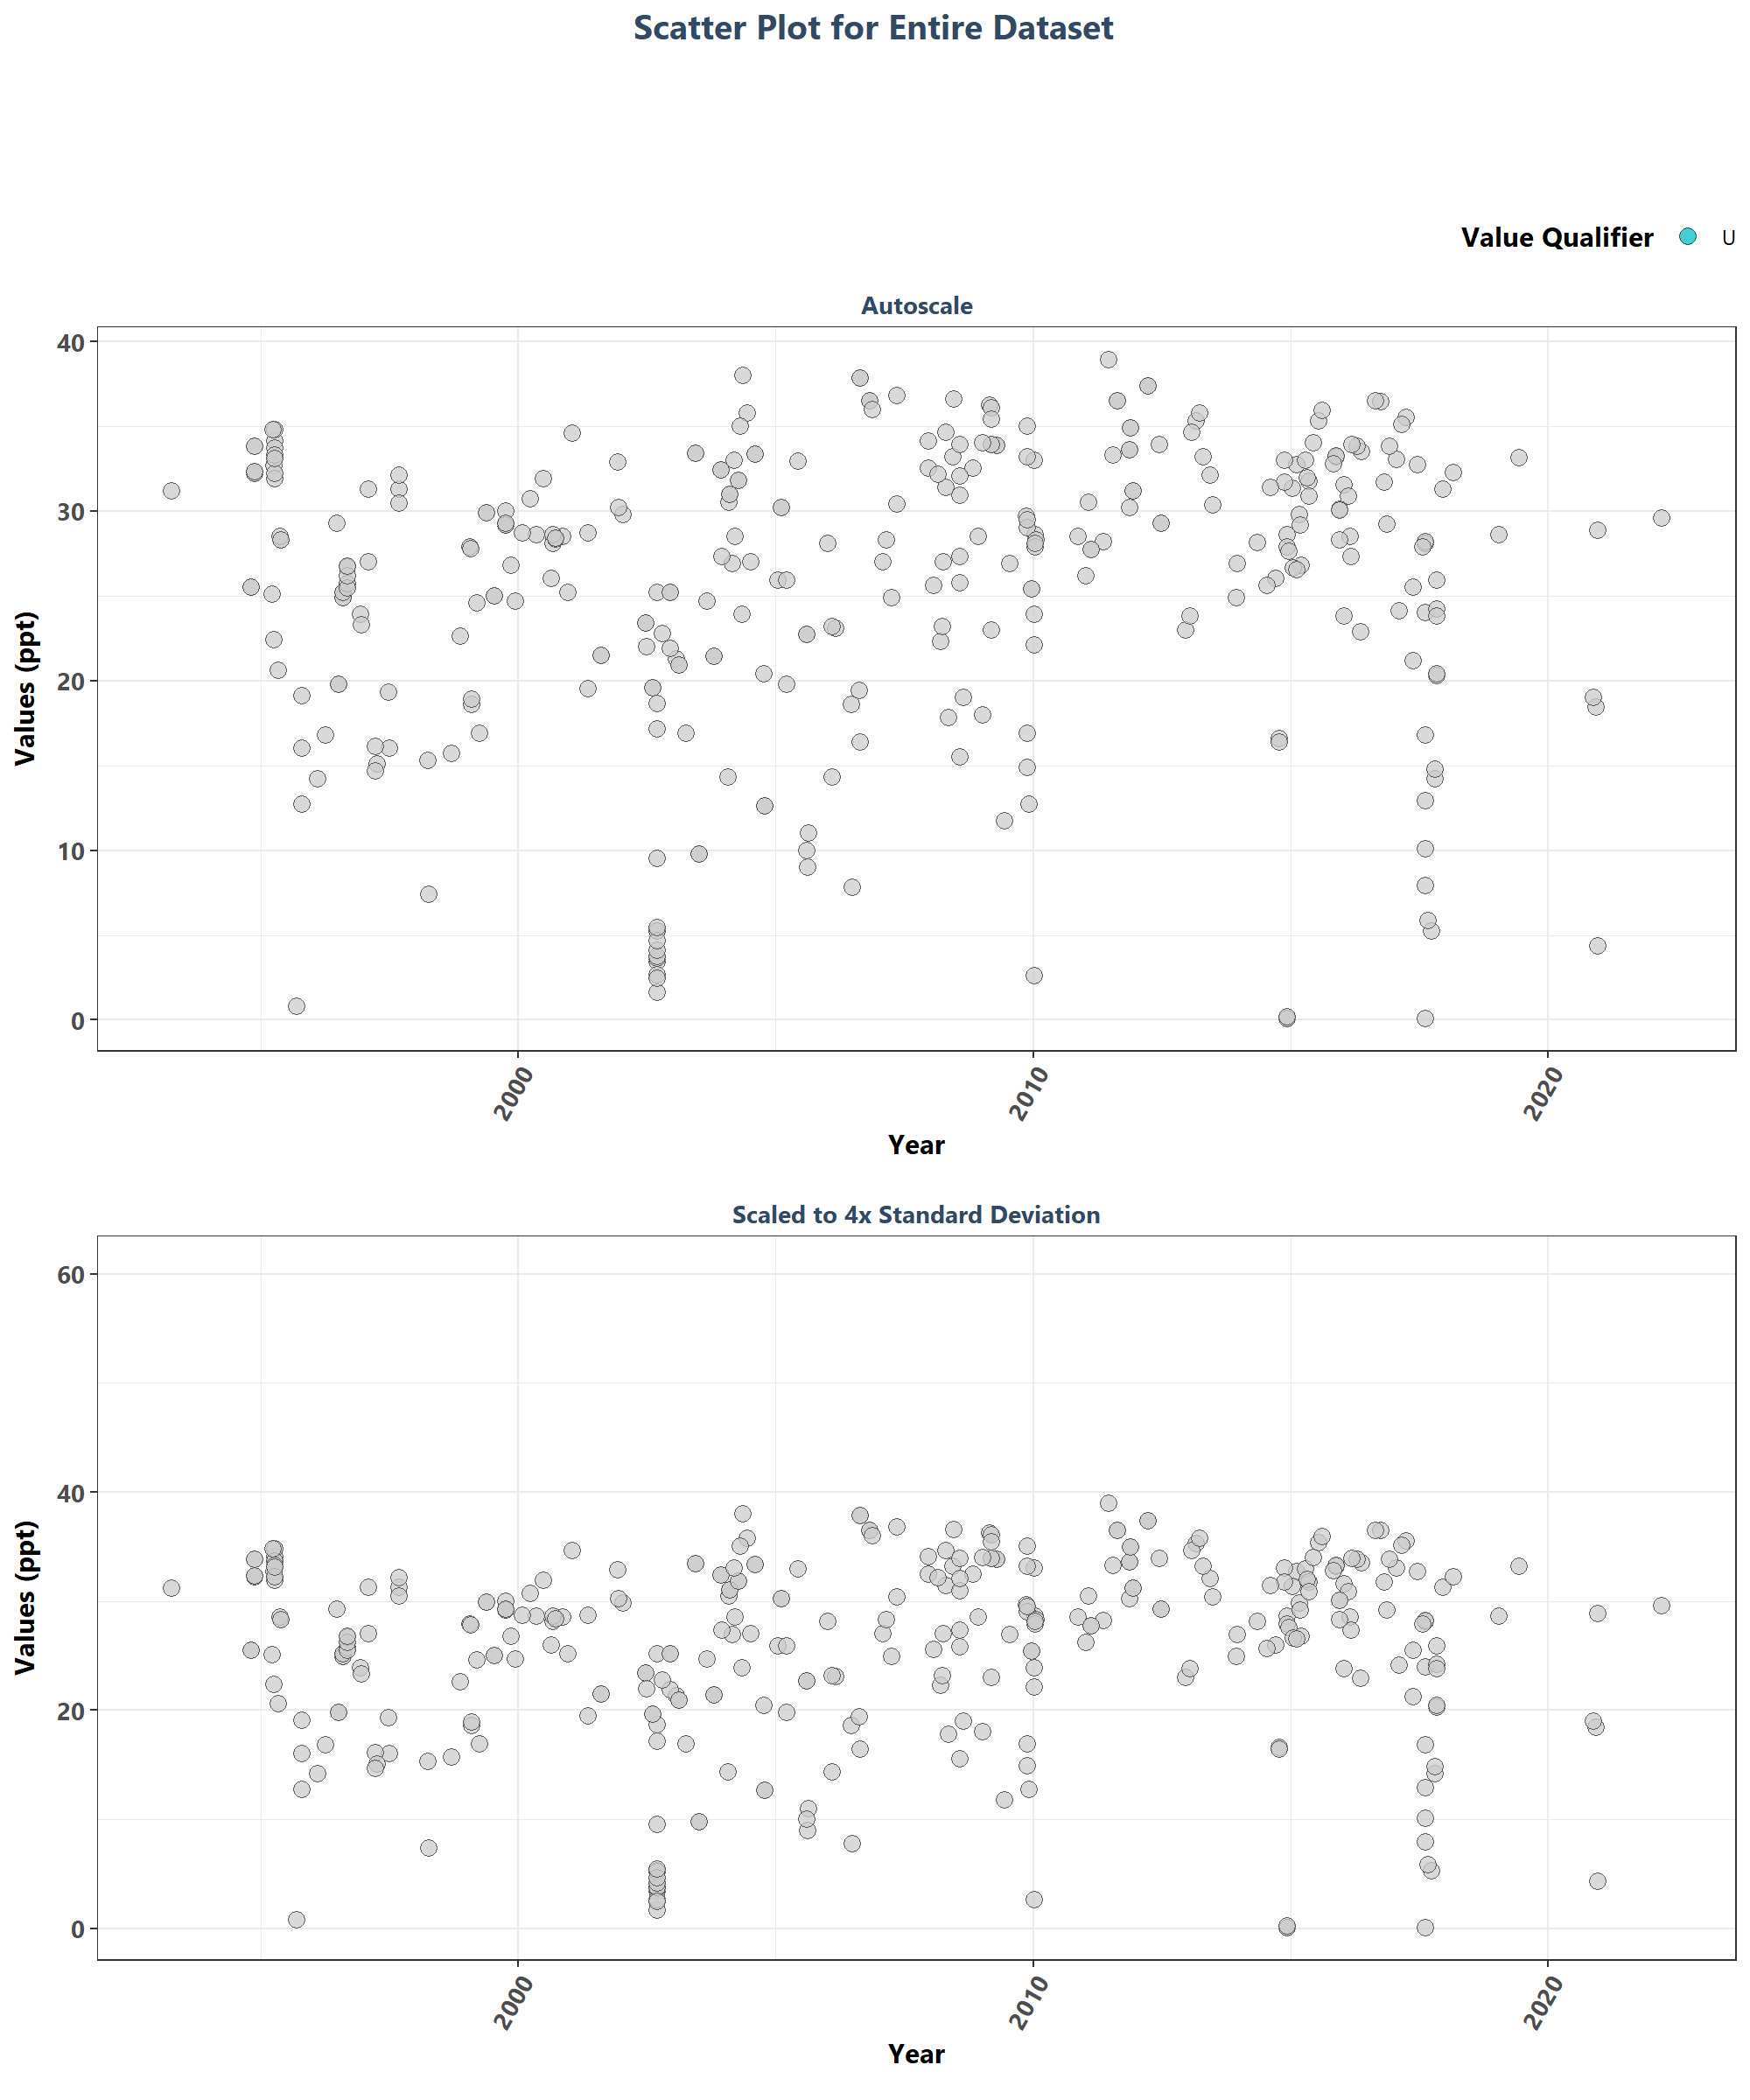 Scatter Plot for Entire Dataset
Value Qualifier U
Autoscale
40
30
20
10
0
Values (ppt)
2000 2010 2020
Year
Scaled to 4x Standard Deviation
60
40
20
0
Values (ppt)
2000 2010 2020
Year